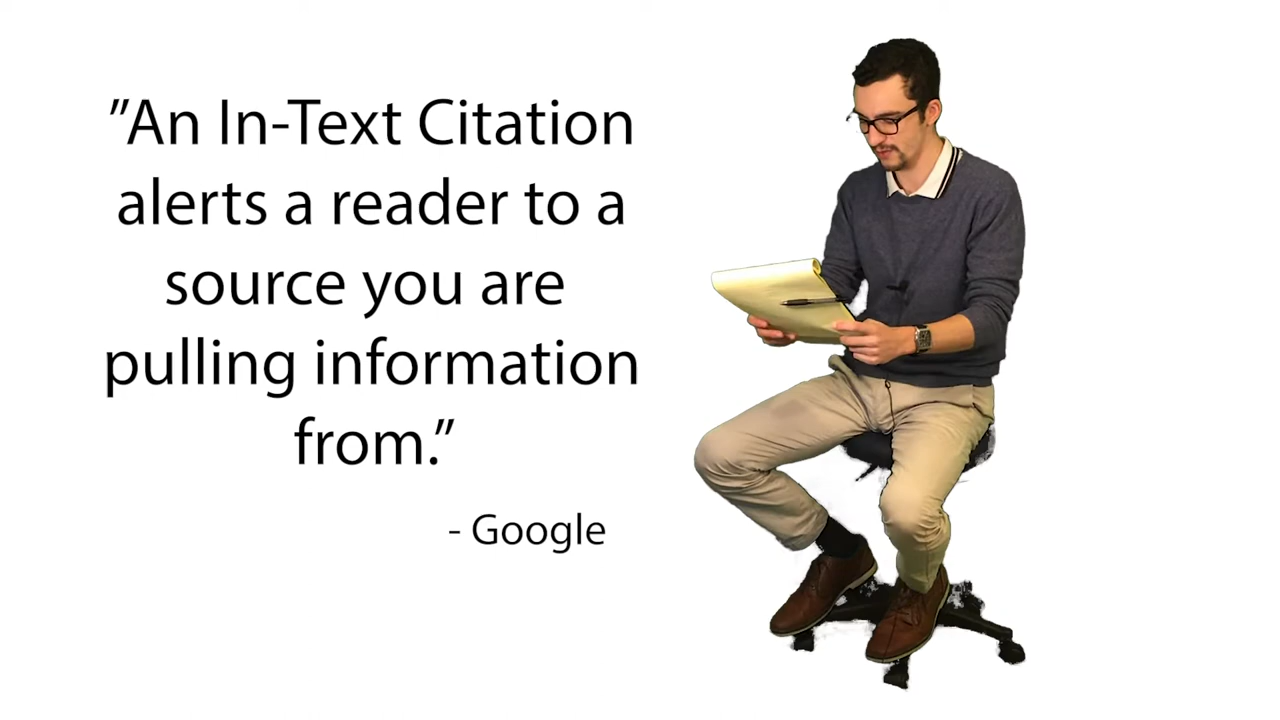 ”An In-Text Citation
alerts a reader to a
source you are
pulling information
from.”
- Google